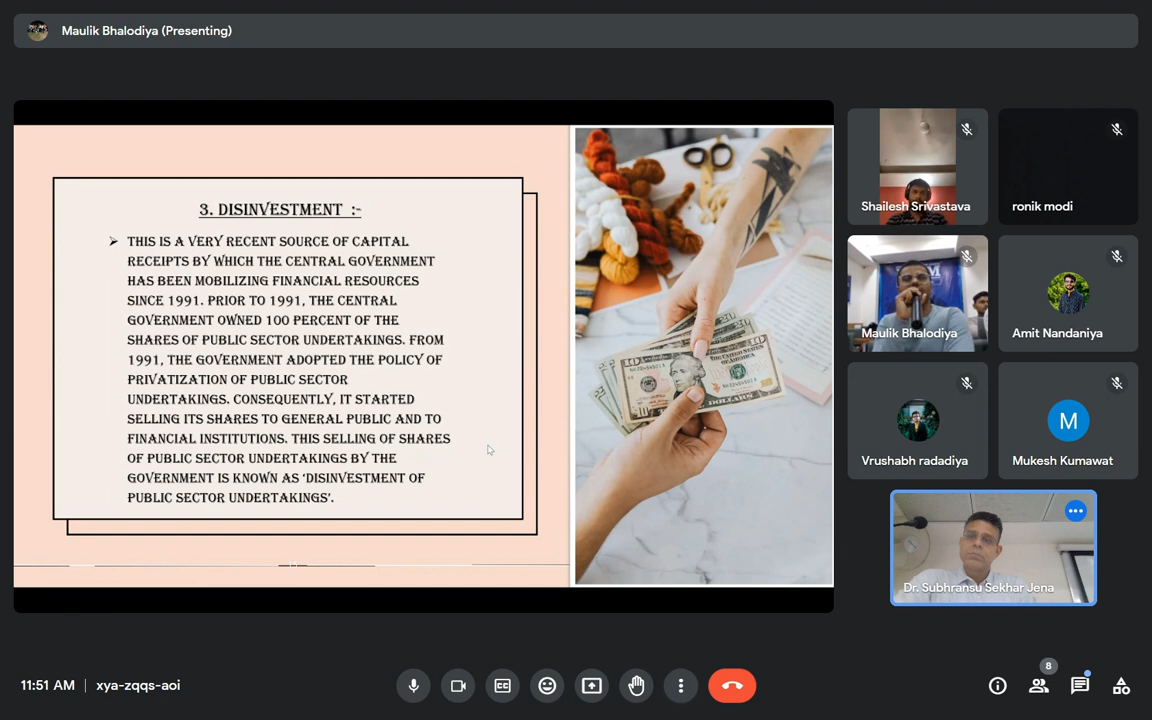 Maulik Bhalodiya (Presenting)
3. DISINVESTMENT :-
THIS IS A VERY RECENT SOURCE OF CAPITAL
RECEIPTS BY WHICH THE CENTRAL GOVERNMENT
HAS BEEN MOBILIZING FINANCIAL RESOURCES
SINCE 1991. PRIOR TO 1991, THE CENTRAL
GOVERNMENT OWNED 100 PERCENT OF THE
SHARES OF PUBLIC SECTOR UNDERTAKINGS. FROM
1991, THE GOVERNMENT ADOPTED THE POLICY OF
PRIVATIZATION OF PUBLIC SECTOR
UNDERTAKINGS. CONSEQUENTLY, IT STARTED
SELLING ITS SHARES TO GENERAL PUBLIC AND TO
FINANCIAL INSTITUTIONS. THIS SELLING OF SHARES
OF PUBLIC SECTOR UNDERTAKINGS BY THE
GOVERNMENT IS KNOWN AS ‘DISINVESTMENT OF
PUBLIC SECTOR UNDERTAKINGS’.
Shailesh Srivastava
ronik modi
Maulik Bhalodiya
Amit Nandaniya
Vrushabh radadiya
M
Mukesh Kumawat
Dr. Subhransu Sekhar Jena
11:51 AM | xya-zqqs-aoi
CC
8